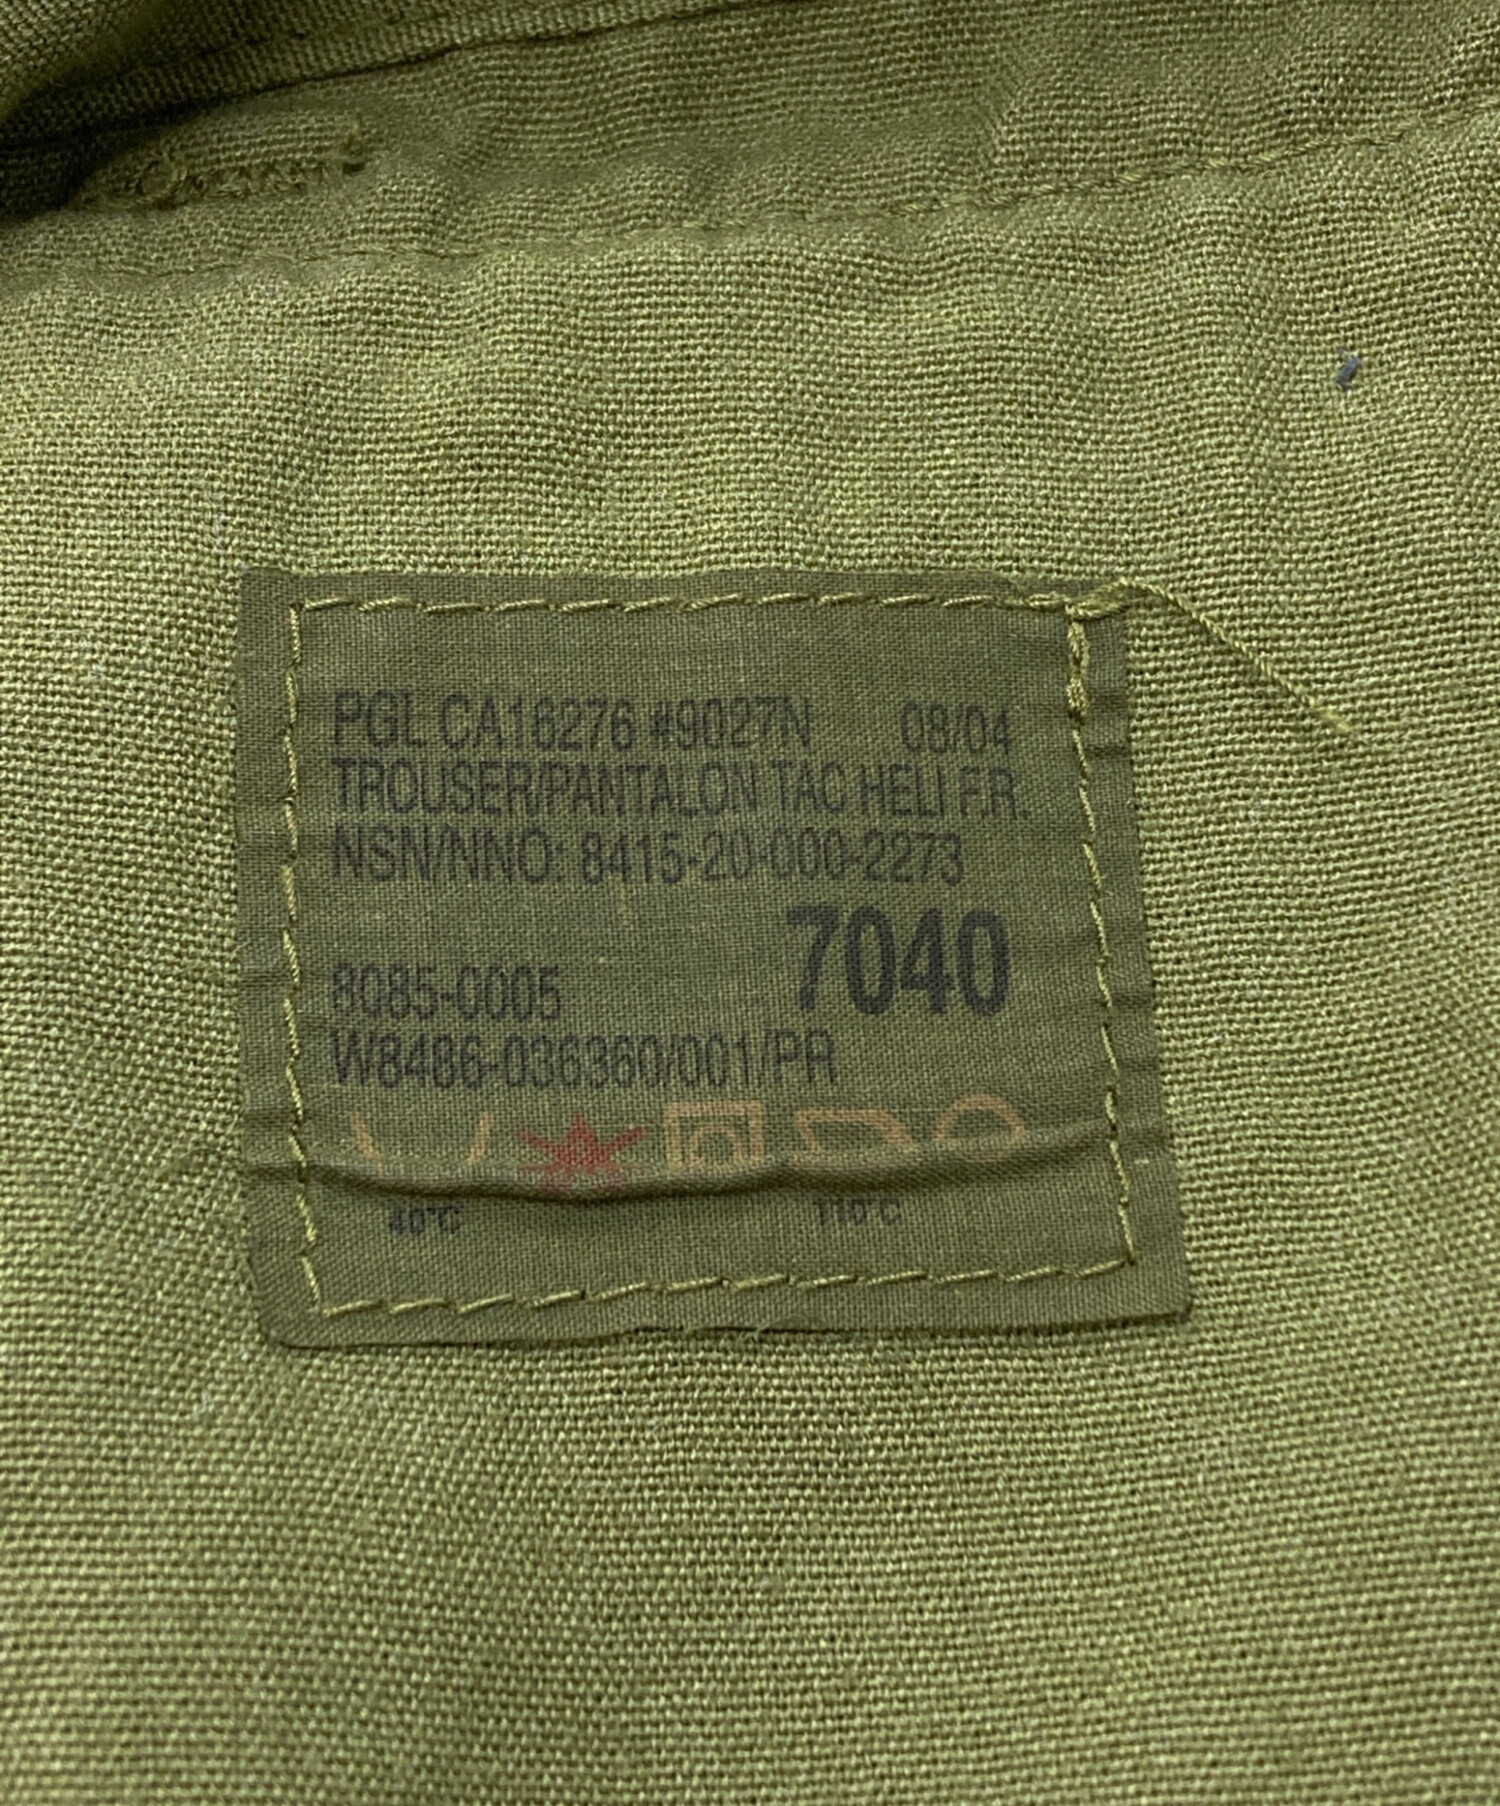 PGL CA16276 #9027N 08/04
TROUSER/PANTALON TAC HELI F.R.
NSN/NNO: 8415-20-000-2273
7040
8085-0005
W8486-036360/001/PR
40°C 110°C